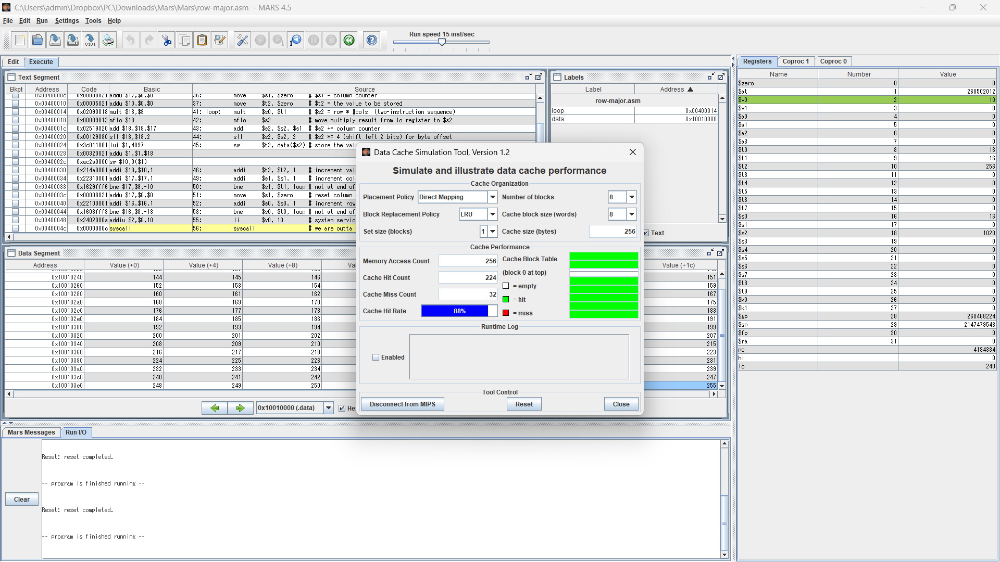 C:\Users\admin\Dropbox\PC\Downloads\Mars\Mars\row-major.asm - MARS 4.5
File Edit Run Settings Tools Help
Run speed 15 inst/sec
Edit Execute
Text Segment
Bkpt Address Code Basic Source
0x0040000c 0x00008821 addu $17,$0,$0 36: move $s1, $zero # $s1 - column counter
0x00400010 0x00005021 addu $10,$0,$0 37: move $t2, $zero # $t2 = the value to be stored
0x00400014 0x02090018 mult $16,$9 41: loop: mult $s0, $t1 # $s2 = row * #cols (two-instruction sequence)
0x00400018 0x00009012 mflo $18 42: mflo $s2 # move multiply result from lo register to $s2
0x0040001c 0x02519020 add $18,$18,$17 43: add $s2, $s2, $s1 # $s2 += column counter
0x00400020 0x00129080 sll $18,$18,2 44: sll $s2, $s2, 2 # $s2 *= 4 (shift left 2 bits) for byte offset
0x00400024 0x3c011001 lui $1,4097 45: sw $t2, data($s2) # store the valu
0x00400028 0x00320821 addu $1,$1,$18
0x0040002c 0xac2a0000 sw $10,0($1)
0x00400030 0x214a0001 addi $10,$10,1 46: addi $t2, $t2, 1 # increment val
0x00400034 0x22310001 addi $17,$17,1 49: addi $s1, $s1, 1 # increment col
0x00400038 0x1629fff6 bne $17,$9,-10 50: bne $s1, $t1, loop # not at end of
0x0040003c 0x00008821 addu $17,$0,$0 51: move $s1, $zero # reset column
0x00400040 0x22100001 addi $16,$16,1 52: addi $s0, $s0, 1 # increment row
0x00400044 0x1608fff3 bne $16,$8,-13 53: bne $s0, $t0, loop # not at end of
0x00400048 0x2402000a addiu $2,$0,10 55: li $v0, 10 # system servic
0x0040004c 0x0000000c syscall 56: syscall # we are outta
Labels
Label Address ▲
row-major.asm
loop 0x00400014
data 0x10010000
Text
Data Segment
Address Value (+0) Value (+4) Value (+8) Val Value (+1c)
0x10010240 144 145 146 151
0x10010260 152 153 154 159
0x10010280 160 161 162 167
0x100102a0 168 169 170 175
0x100102c0 176 177 178 183
0x100102e0 184 185 186 191
0x10010300 192 193 194 199
0x10010320 200 201 202 207
0x10010340 208 209 210 215
0x10010360 216 217 218 223
0x10010380 224 225 226 231
0x100103a0 232 233 234 239
0x100103c0 240 241 242 247
0x100103e0 248 249 250 255
0x10010000 (.data) He
Data Cache Simulation Tool, Version 1.2
Simulate and illustrate data cache performance
Cache Organization
Placement Policy Direct Mapping Number of blocks 8
Block Replacement Policy LRU Cache block size (words) 8
Set size (blocks) 1 Cache size (bytes) 256
Cache Performance
Memory Access Count 256 Cache Block Table
(block 0 at top)
Cache Hit Count 224
= empty
Cache Miss Count 32
= hit
Cache Hit Rate 88%
= miss
Runtime Log
Enabled
Tool Control
Disconnect from MIPS Reset Close
Mars Messages Run I/O
Reset: reset completed.
-- program is finished running --
Clear
Reset: reset completed.
-- program is finished running --
Registers Coproc 1 Coproc 0
Name Number Value
$zero 0 0
$at 1 268502012
$v0 2 10
$v1 3 0
$a0 4 0
$a1 5 0
$a2 6 0
$a3 7 0
$t0 8 16
$t1 9 16
$t2 10 256
$t3 11 0
$t4 12 0
$t5 13 0
$t6 14 0
$t7 15 0
$s0 16 16
$s1 17 0
$s2 18 1020
$s3 19 0
$s4 20 0
$s5 21 0
$s6 22 0
$s7 23 0
$t8 24 0
$t9 25 0
$k0 26 0
$k1 27 0
$gp 28 268468224
$sp 29 2147479548
$fp 30 0
$ra 31 0
pc 4194384
hi 0
lo 240